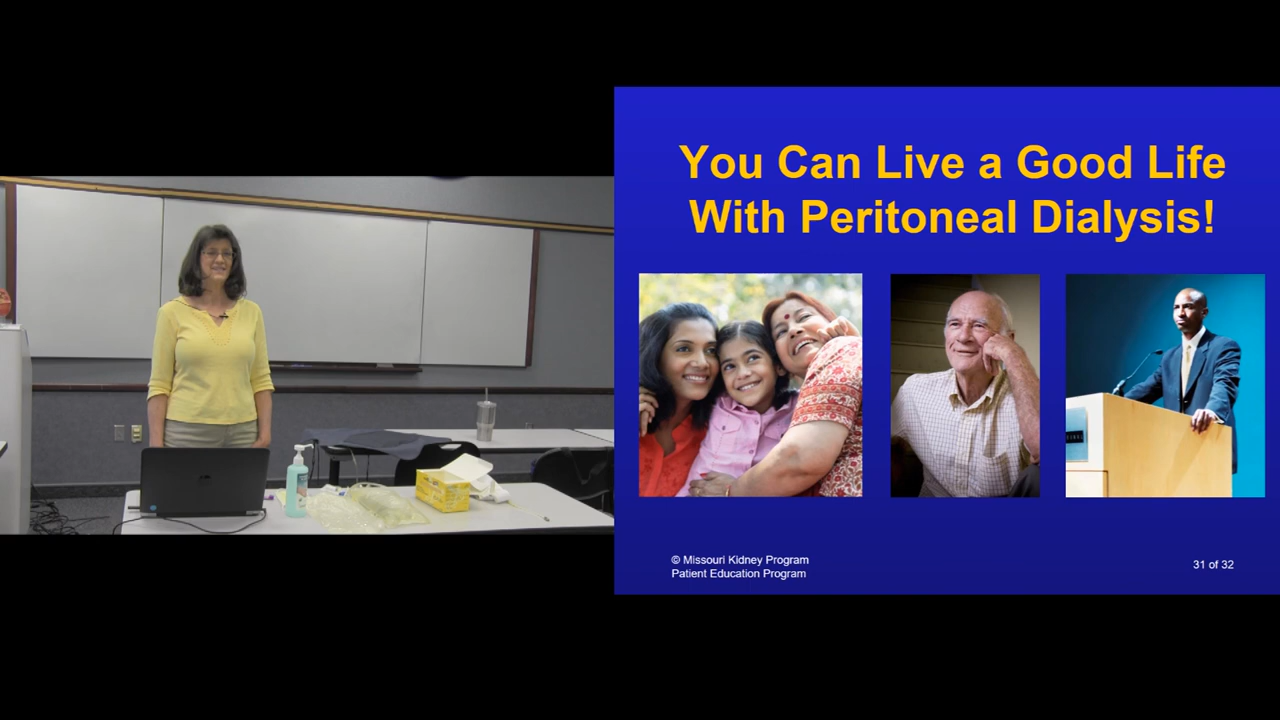 You Can Live a Good Life
With Peritoneal Dialysis!
© Missouri Kidney Program
Patient Education Program
31 of 32